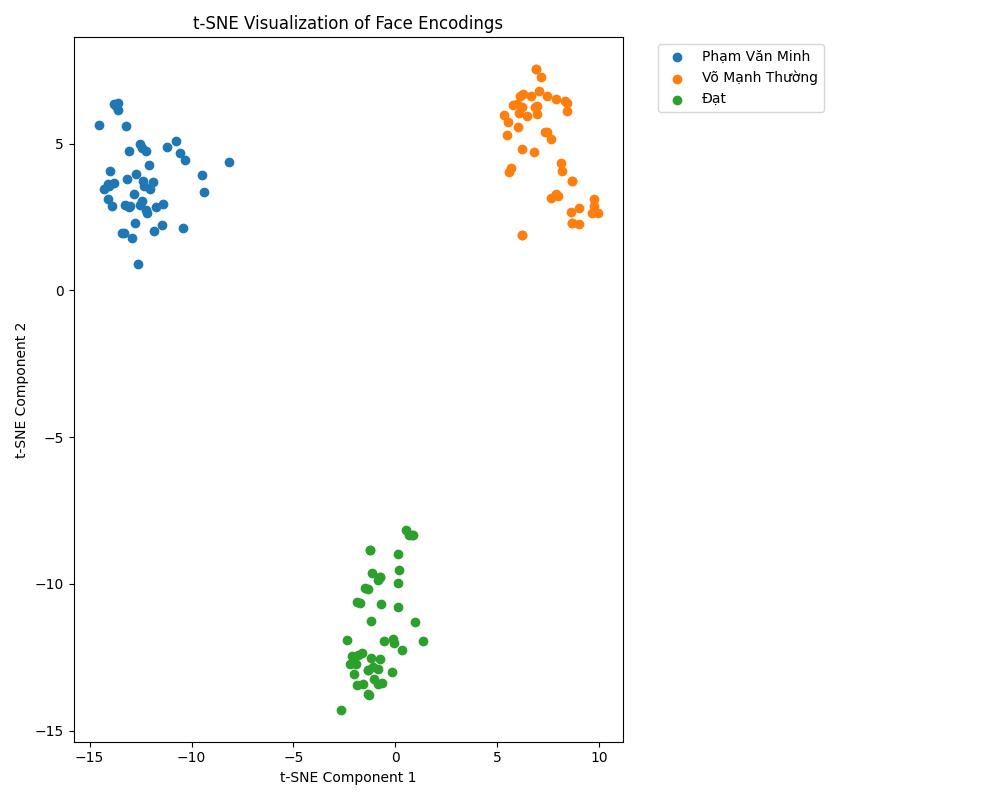 t-SNE Visualization of Face Encodings
Phạm Văn Minh
Võ Mạnh Thường
Đạt
5
0
−5
−10
−15
t-SNE Component 2
−15 −10 −5 0 5 10
t-SNE Component 1